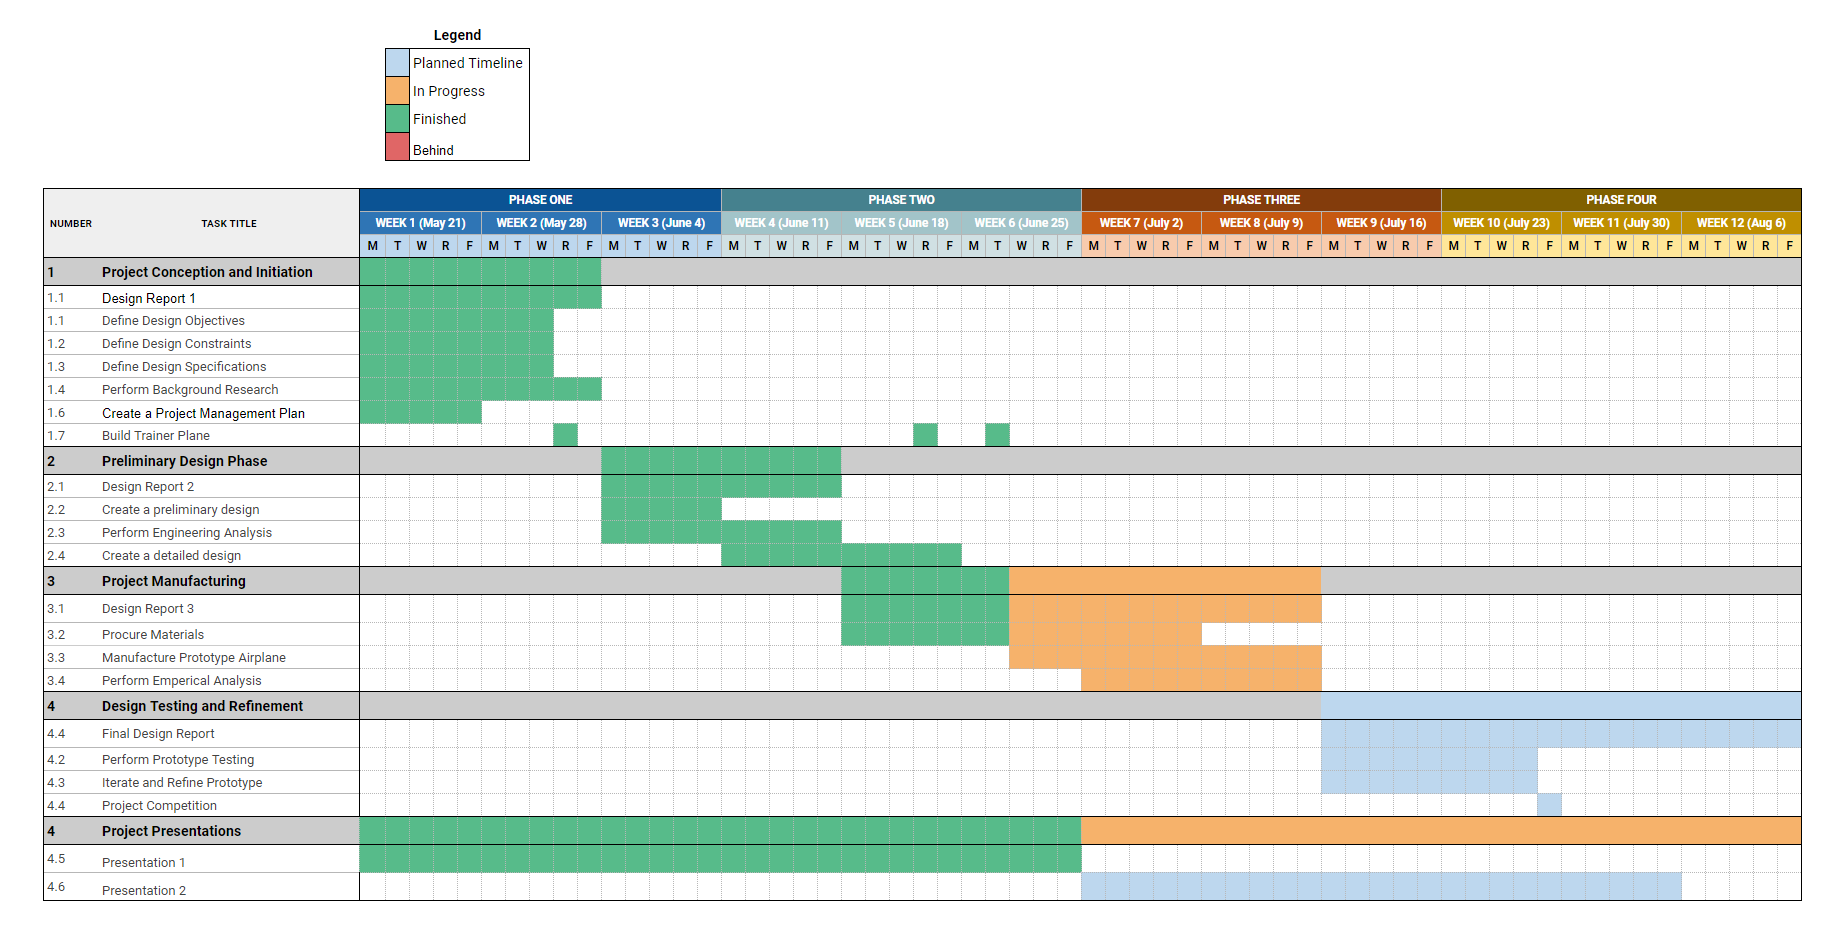 Legend
Planned Timeline
In Progress
Finished
Behind
NUMBER TASK TITLE PHASE ONE PHASE TWO PHASE THREE PHASE FOUR
WEEK 1 (May 21) WEEK 2 (May 28) WEEK 3 (June 4) WEEK 4 (June 11) WEEK 5 (June 18) WEEK 6 (June 25) WEEK 7 (July 2) WEEK 8 (July 9) WEEK 9 (July 16) WEEK 10 (July 23) WEEK 11 (July 30) WEEK 12 (Aug 6)
M T W R F M T W R F M T W R F M T W R F M T W R F M T W R F M T W R F M T W R F M T W R F M T W R F M T W R F M T W R F
1 Project Conception and Initiation
1.1 Design Report 1
1.1 Define Design Objectives
1.2 Define Design Constraints
1.3 Define Design Specifications
1.4 Perform Background Research
1.6 Create a Project Management Plan
1.7 Build Trainer Plane
2 Preliminary Design Phase
2.1 Design Report 2
2.2 Create a preliminary design
2.3 Perform Engineering Analysis
2.4 Create a detailed design
3 Project Manufacturing
3.1 Design Report 3
3.2 Procure Materials
3.3 Manufacture Prototype Airplane
3.4 Perform Emperical Analysis
4 Design Testing and Refinement
4.4 Final Design Report
4.2 Perform Prototype Testing
4.3 Iterate and Refine Prototype
4.4 Project Competition
4 Project Presentations
4.5 Presentation 1
4.6 Presentation 2